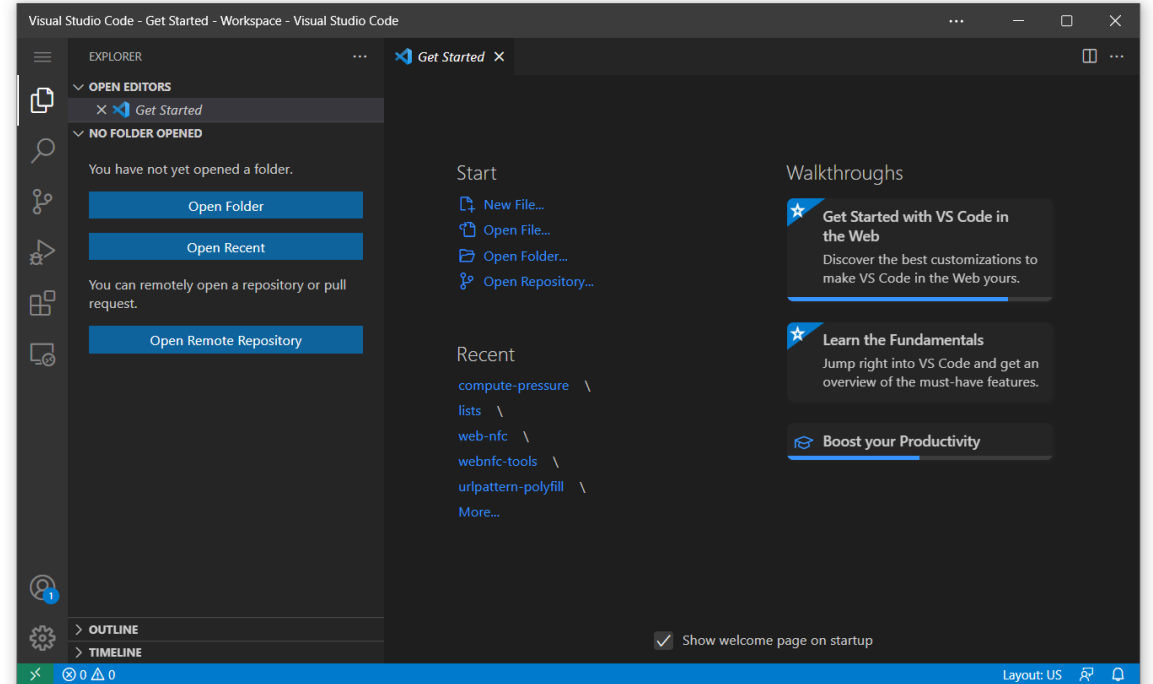 Visual Studio Code - Get Started - Workspace - Visual Studio Code
EXPLORER
OPEN EDITORS
Get Started
NO FOLDER OPENED
You have not yet opened a folder.
Open Folder
Open Recent
You can remotely open a repository or pull
request.
Open Remote Repository
OUTLINE
TIMELINE
Get Started
Start
New File...
Open File...
Open Folder...
Open Repository...
Recent
compute-pressure \
lists \
web-nfc \
webnfc-tools \
urlpattern-polyfill \
More...
Walkthroughs
Get Started with VS Code in
the Web
Discover the best customizations to
make VS Code in the Web yours.
Learn the Fundamentals
Jump right into VS Code and get an
overview of the must-have features.
Boost your Productivity
Show welcome page on startup
1
0 0
Layout: US